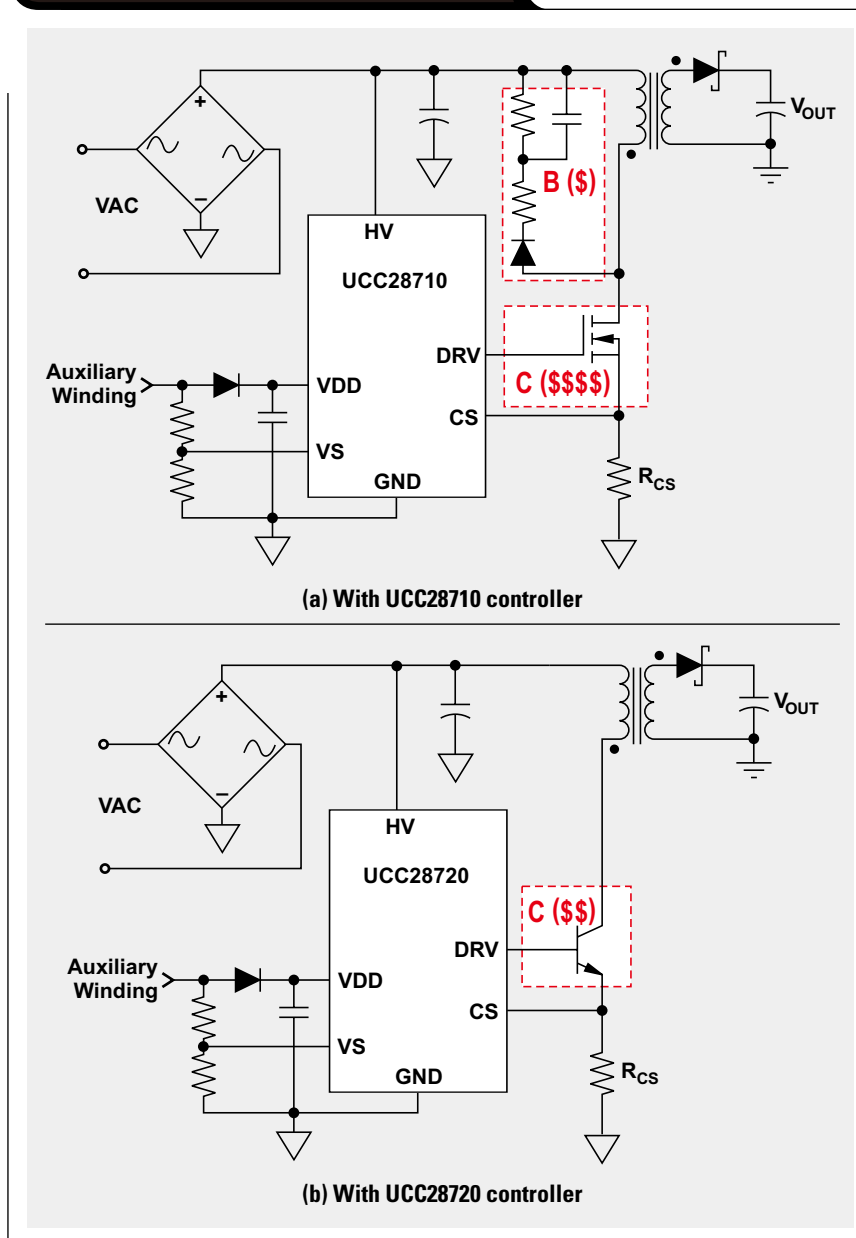 V_OUT
B ($)
VAC
HV
UCC28710
DRV
C ($$$$)
Auxiliary
Winding
VDD
CS
VS
GND
R_CS
(a) With UCC28710 controller
V_OUT
VAC
HV
UCC28720
C ($$)
DRV
Auxiliary
Winding
VDD
CS
VS
GND
R_CS
(b) With UCC28720 controller